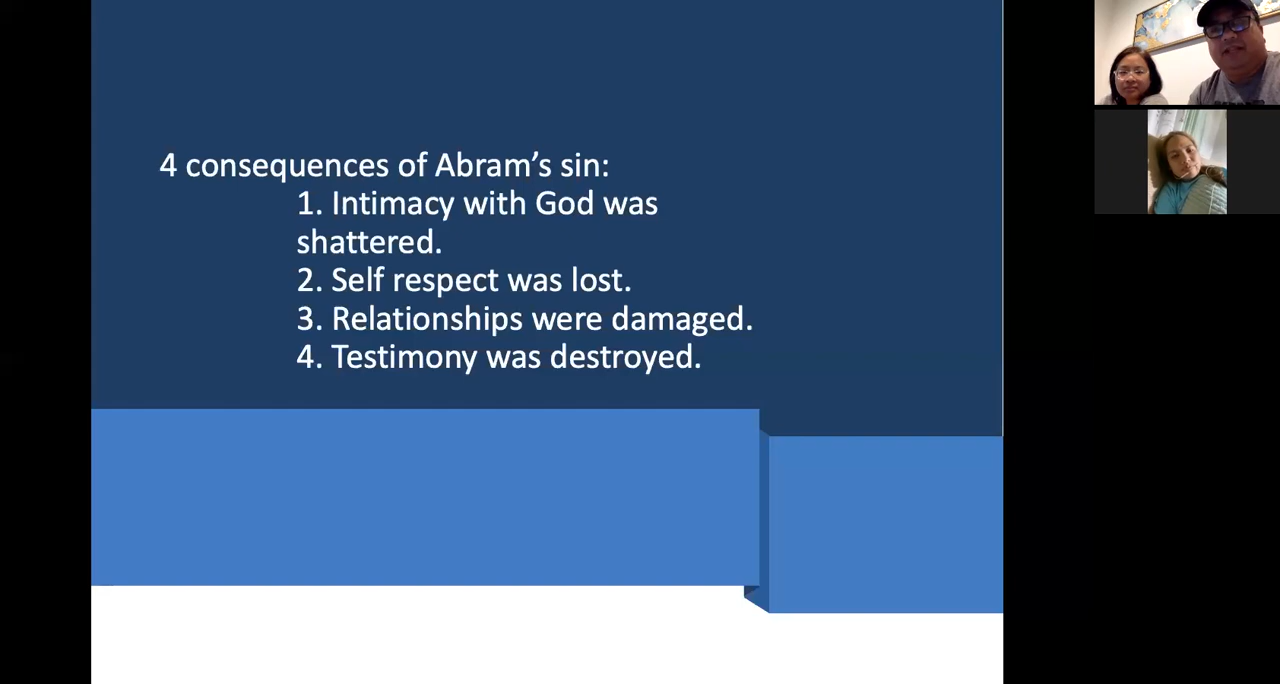 4 consequences of Abram’s sin:
1. Intimacy with God was
shattered.
2. Self respect was lost.
3. Relationships were damaged.
4. Testimony was destroyed.